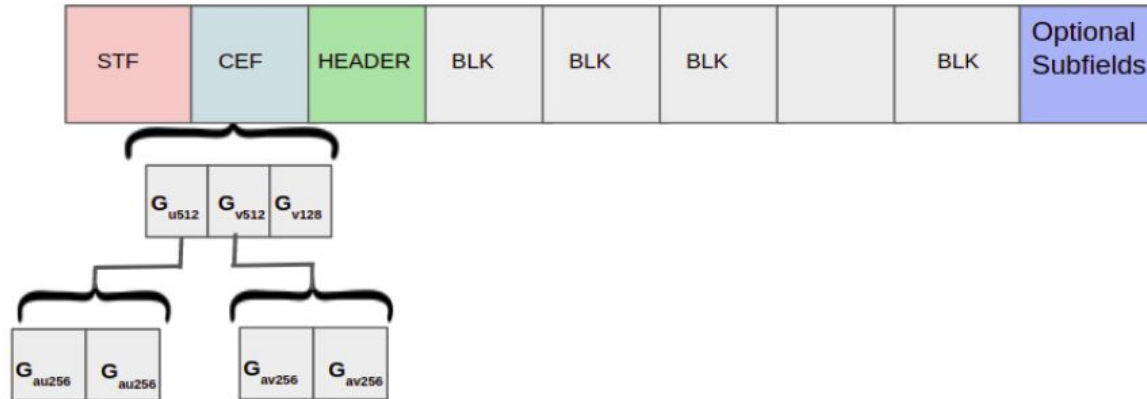 STF CEF HEADER BLK BLK BLK BLK Optional
Subfields
Gu512 Gv512 Gv128
Gau256 Gau256 Gav256 Gav256